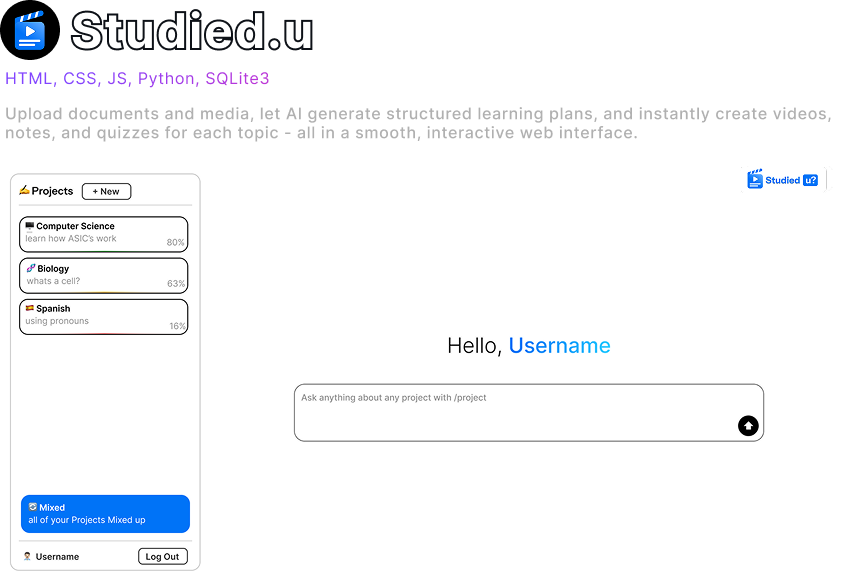 Studied.u
HTML, CSS, JS, Python, SQLite3
Upload documents and media, let AI generate structured learning plans, and instantly create videos,
notes, and quizzes for each topic - all in a smooth, interactive web interface.
Projects
+ New
Studied u?
Computer Science
learn how ASIC's work
80%
Biology
whats a cell?
63%
Spanish
using pronouns
16%
Hello, Username
Ask anything about any project with /project
Mixed
all of your Projects Mixed up
Username
Log Out